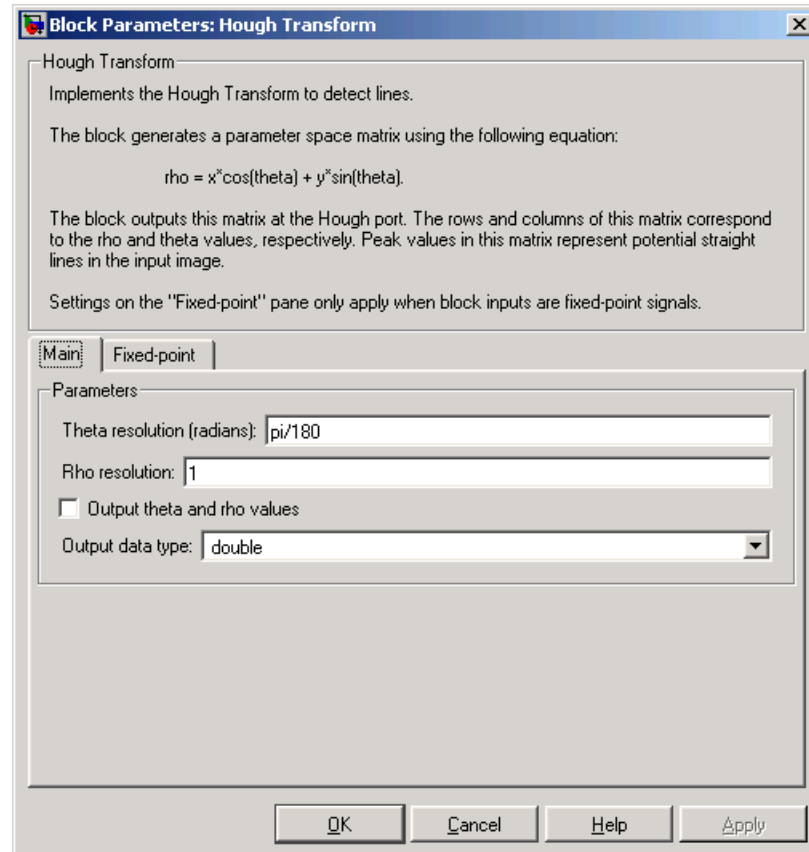 Block Parameters: Hough Transform
Hough Transform
Implements the Hough Transform to detect lines.
The block generates a parameter space matrix using the following equation:
rho = x*cos(theta) + y*sin(theta).
The block outputs this matrix at the Hough port. The rows and columns of this matrix correspond
to the rho and theta values, respectively. Peak values in this matrix represent potential straight
lines in the input image.
Settings on the "Fixed-point" pane only apply when block inputs are fixed-point signals.
Main Fixed-point
Parameters
Theta resolution (radians): pi/180
Rho resolution: 1
Output theta and rho values
Output data type: double
OK Cancel Help Apply